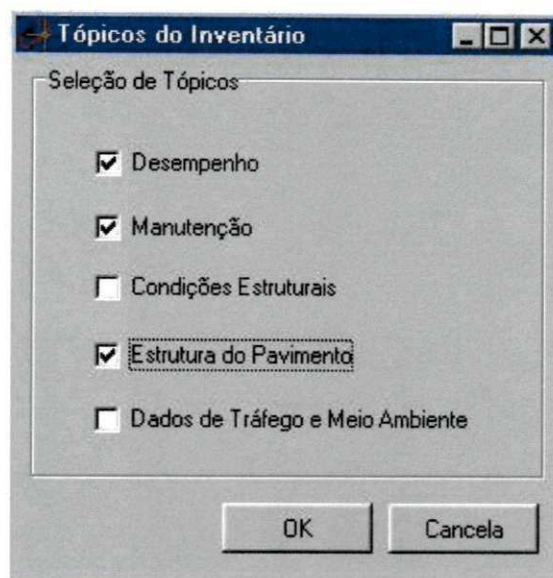 Tópicos do Inventário
Seleção de Tópicos
Desempenho
Manutenção
Condições Estruturais
Estrutura do Pavimento
Dados de Tráfego e Meio Ambiente
OK
Cancela